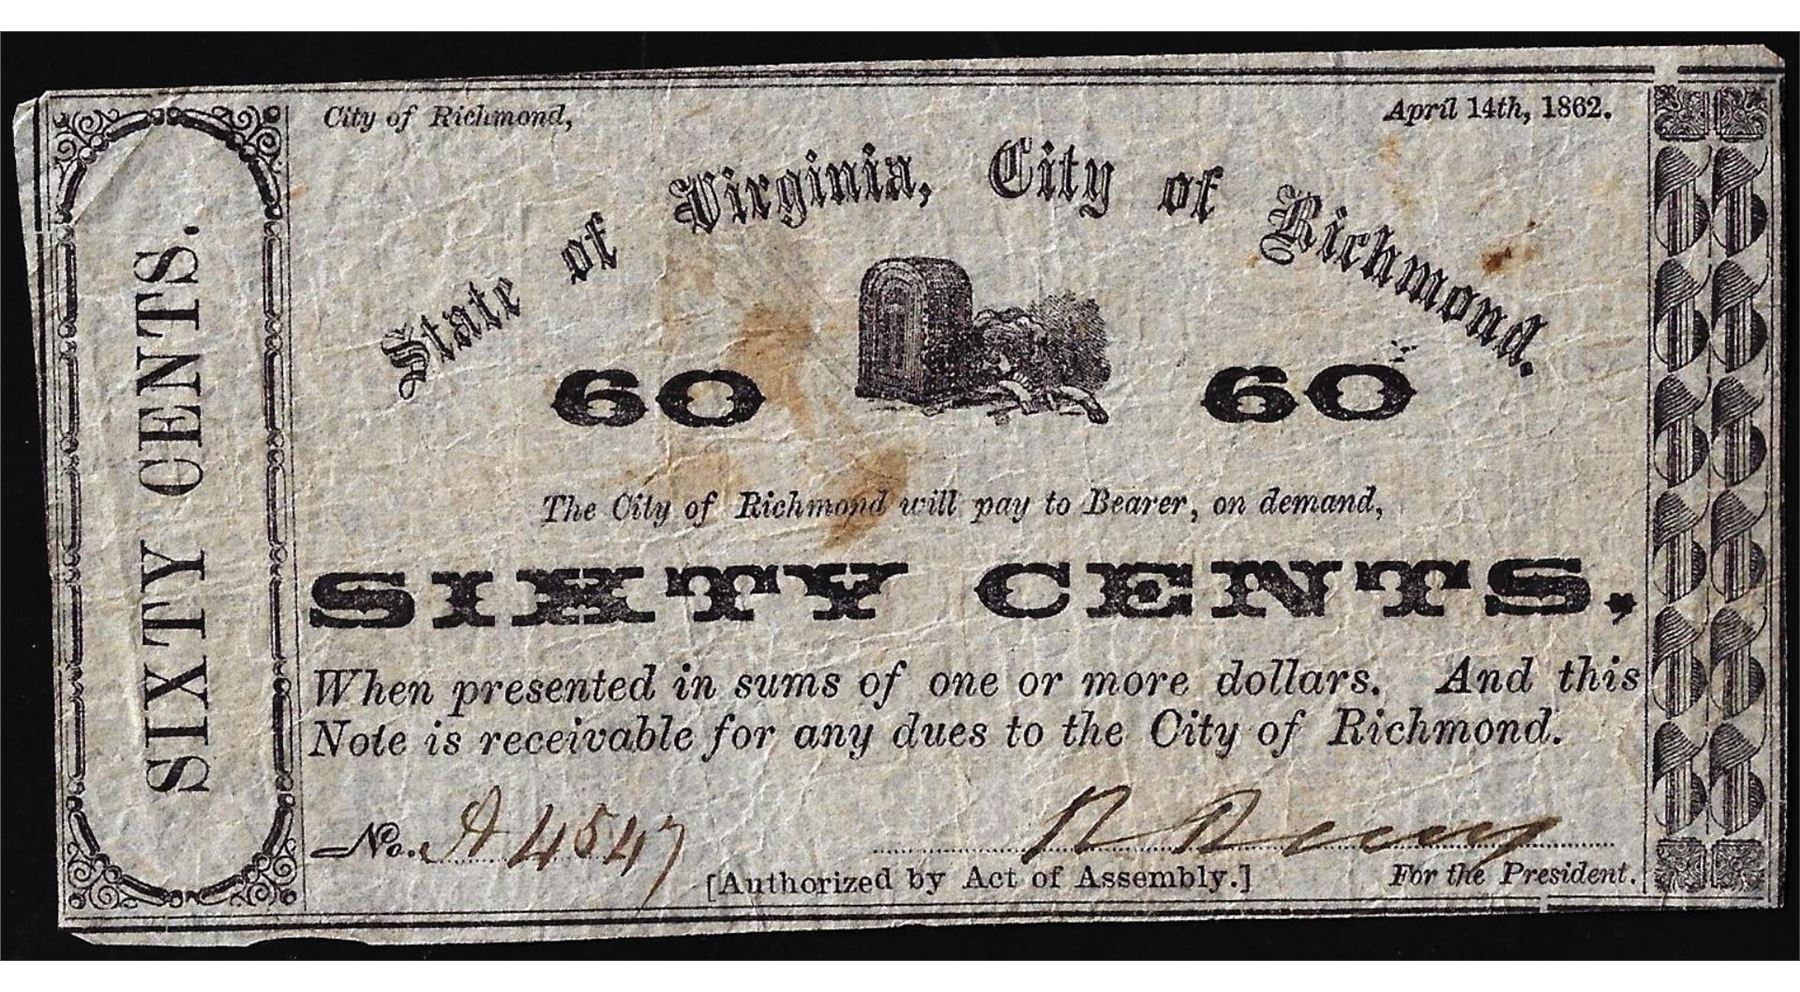 City of Richmond,
April 14th, 1862.
State of Virginia, City of Richmond.
60
60
The City of Richmond will pay to Bearer, on demand,
SIXTY CENTS,
When presented in sums of one or more dollars. And this
Note is receivable for any dues to the City of Richmond.
No. A 4547
[Authorized by Act of Assembly.]
For the President.
SIXTY CENTS.